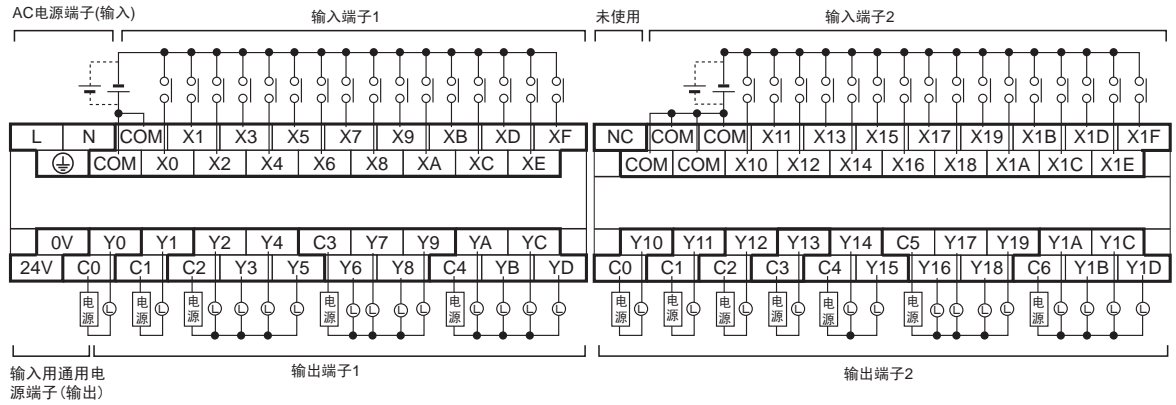 AC电源端子(输入) 输入端子1 未使用 输入端子2
L N COM X1 X3 X5 X7 X9 XB XD XF NC COM COM X11 X13 X15 X17 X19 X1B X1D X1F
COM X0 X2 X4 X6 X8 XA XC XE COM COM X10 X12 X14 X16 X18 X1A X1C X1E
0V Y0 Y1 Y2 Y4 C3 Y7 Y9 YA YC Y10 Y11 Y12 Y13 Y14 C5 Y17 Y19 Y1A Y1C
24V C0 C1 C2 Y3 Y5 Y6 Y8 C4 YB YD C0 C1 C2 C3 C4 Y15 Y16 Y18 C6 Y1B Y1D
电源 L 电源 L 电源 L L L L 电源 L L L L 电源 L L L L 电源 L 电源 L 电源 L 电源 L 电源 L L 电源 L L L L 电源 L L L L
输入用通用电
源端子(输出)
输出端子1 输出端子2